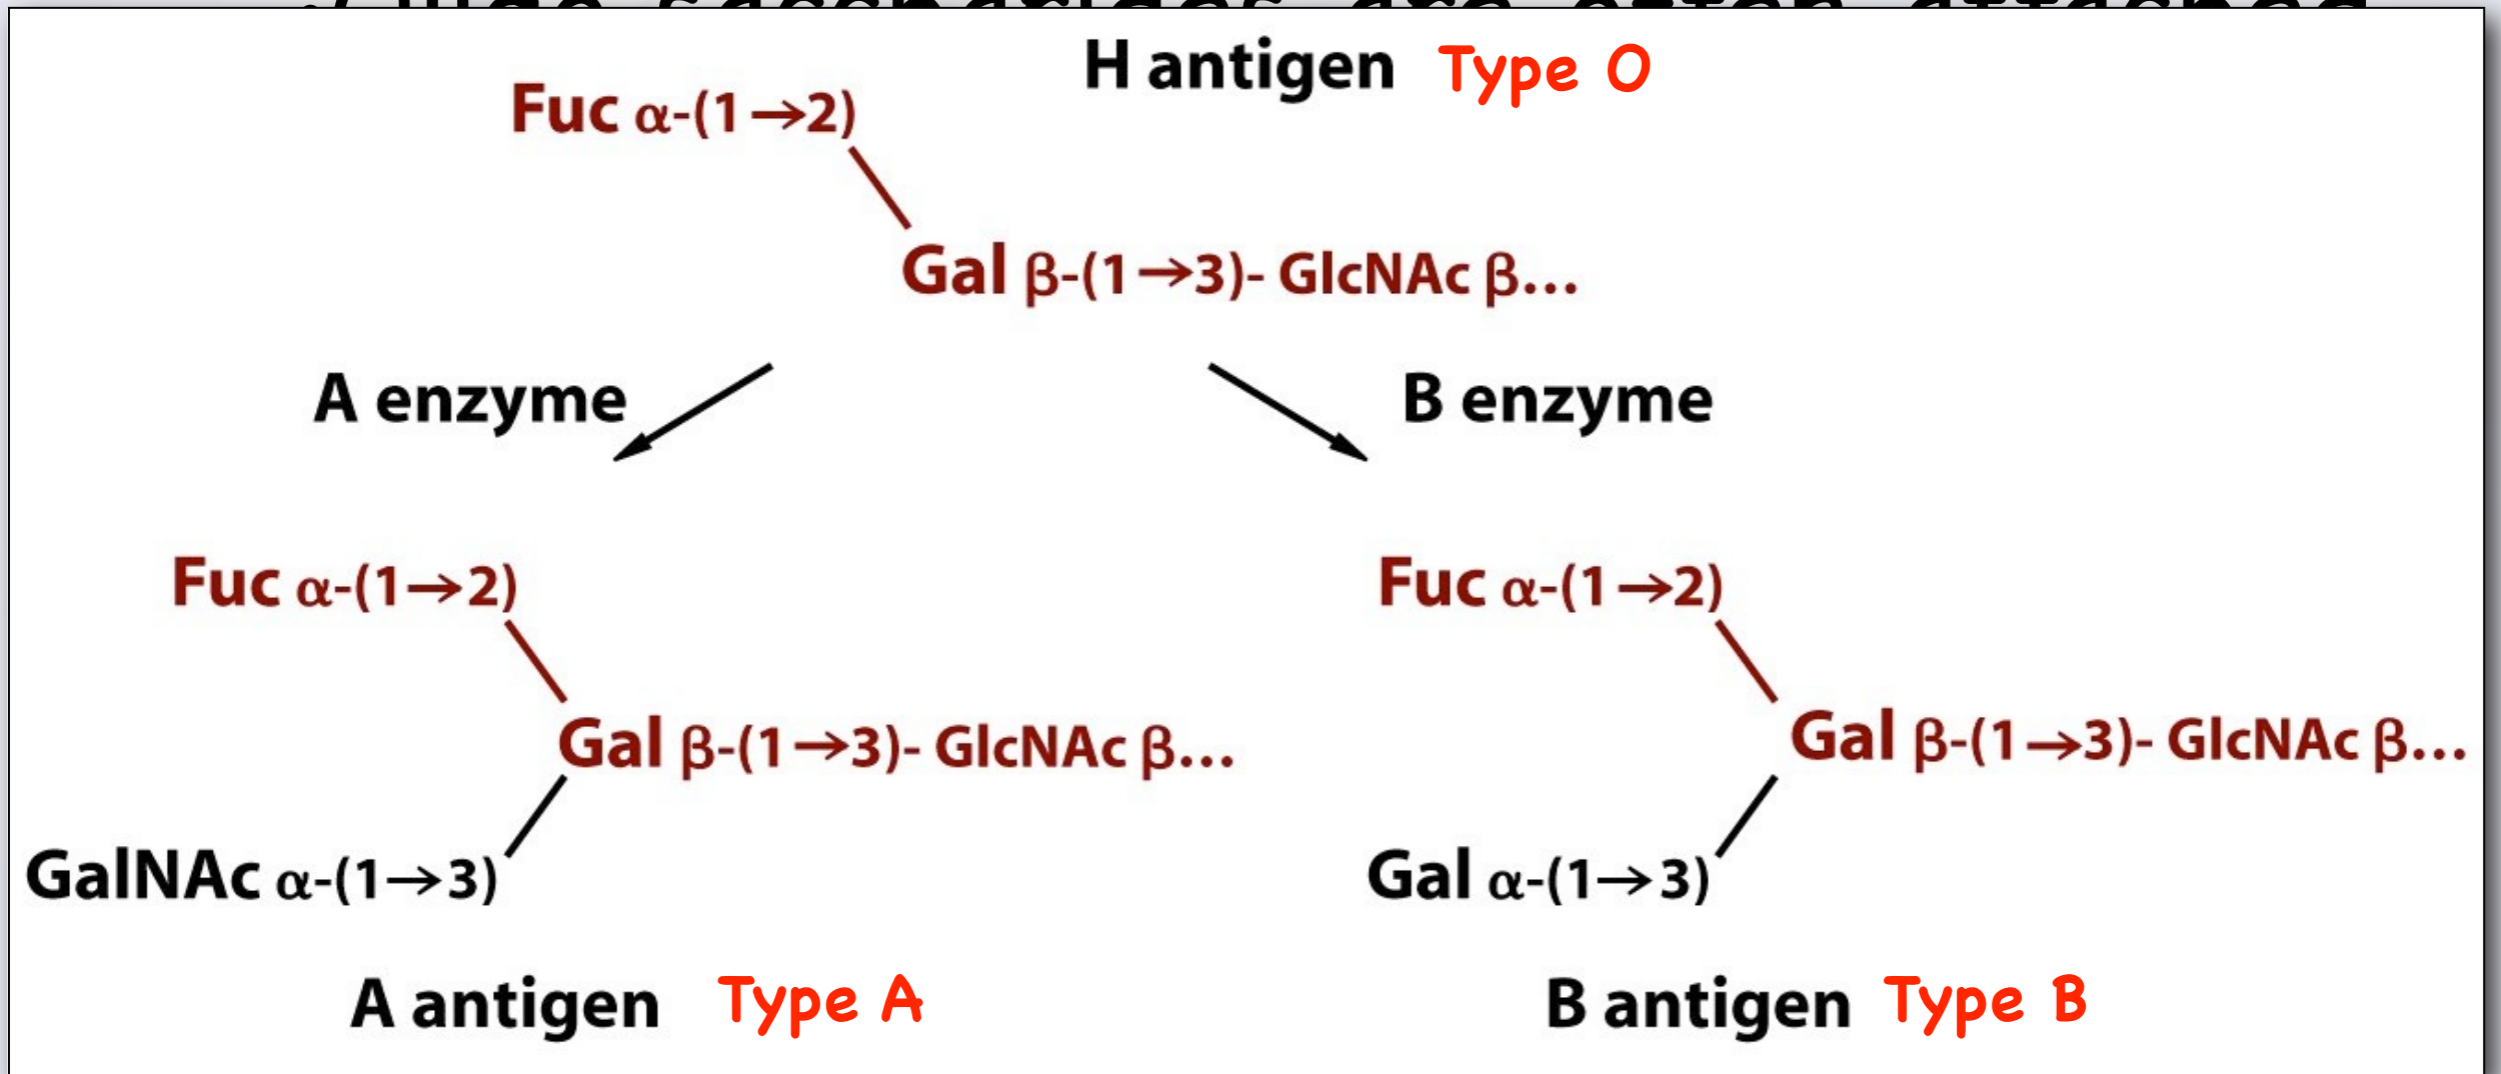 H antigen Type O
Fuc α-(1→2)
Gal β-(1→3)- GlcNAc β...
A enzyme
B enzyme
Fuc α-(1→2)
Fuc α-(1→2)
Gal β-(1→3)- GlcNAc β...
Gal β-(1→3)- GlcNAc β...
GalNAc α-(1→3)
Gal α-(1→3)
A antigen Type A
B antigen Type B